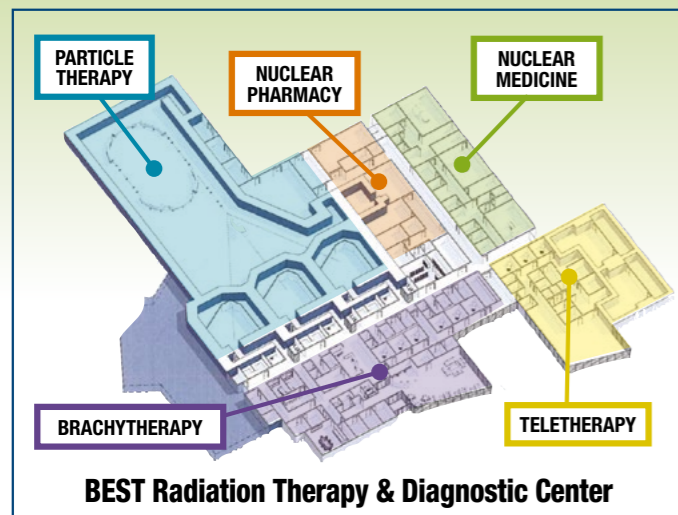 PARTICLE
THERAPY
NUCLEAR
PHARMACY
NUCLEAR
MEDICINE
BRACHYTHERAPY
TELETHERAPY
BEST Radiation Therapy & Diagnostic Center